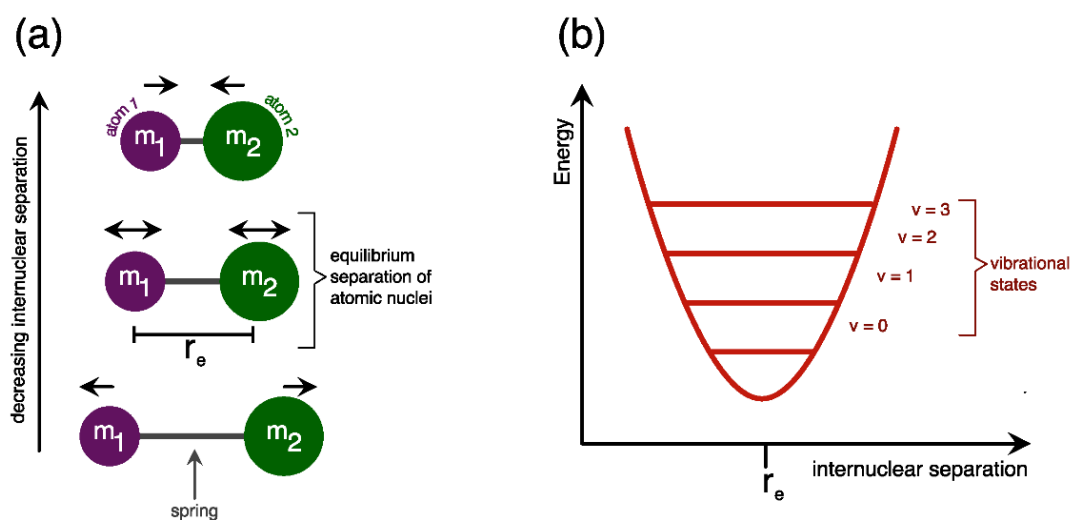 (a)
decreasing internuclear separation
atom 1
atom 2
m1
m2
m1
m2
equilibrium
separation of
atomic nuclei
re
m1
m2
spring
(b)
Energy
v = 3
v = 2
v = 1
v = 0
vibrational
states
internuclear separation
re